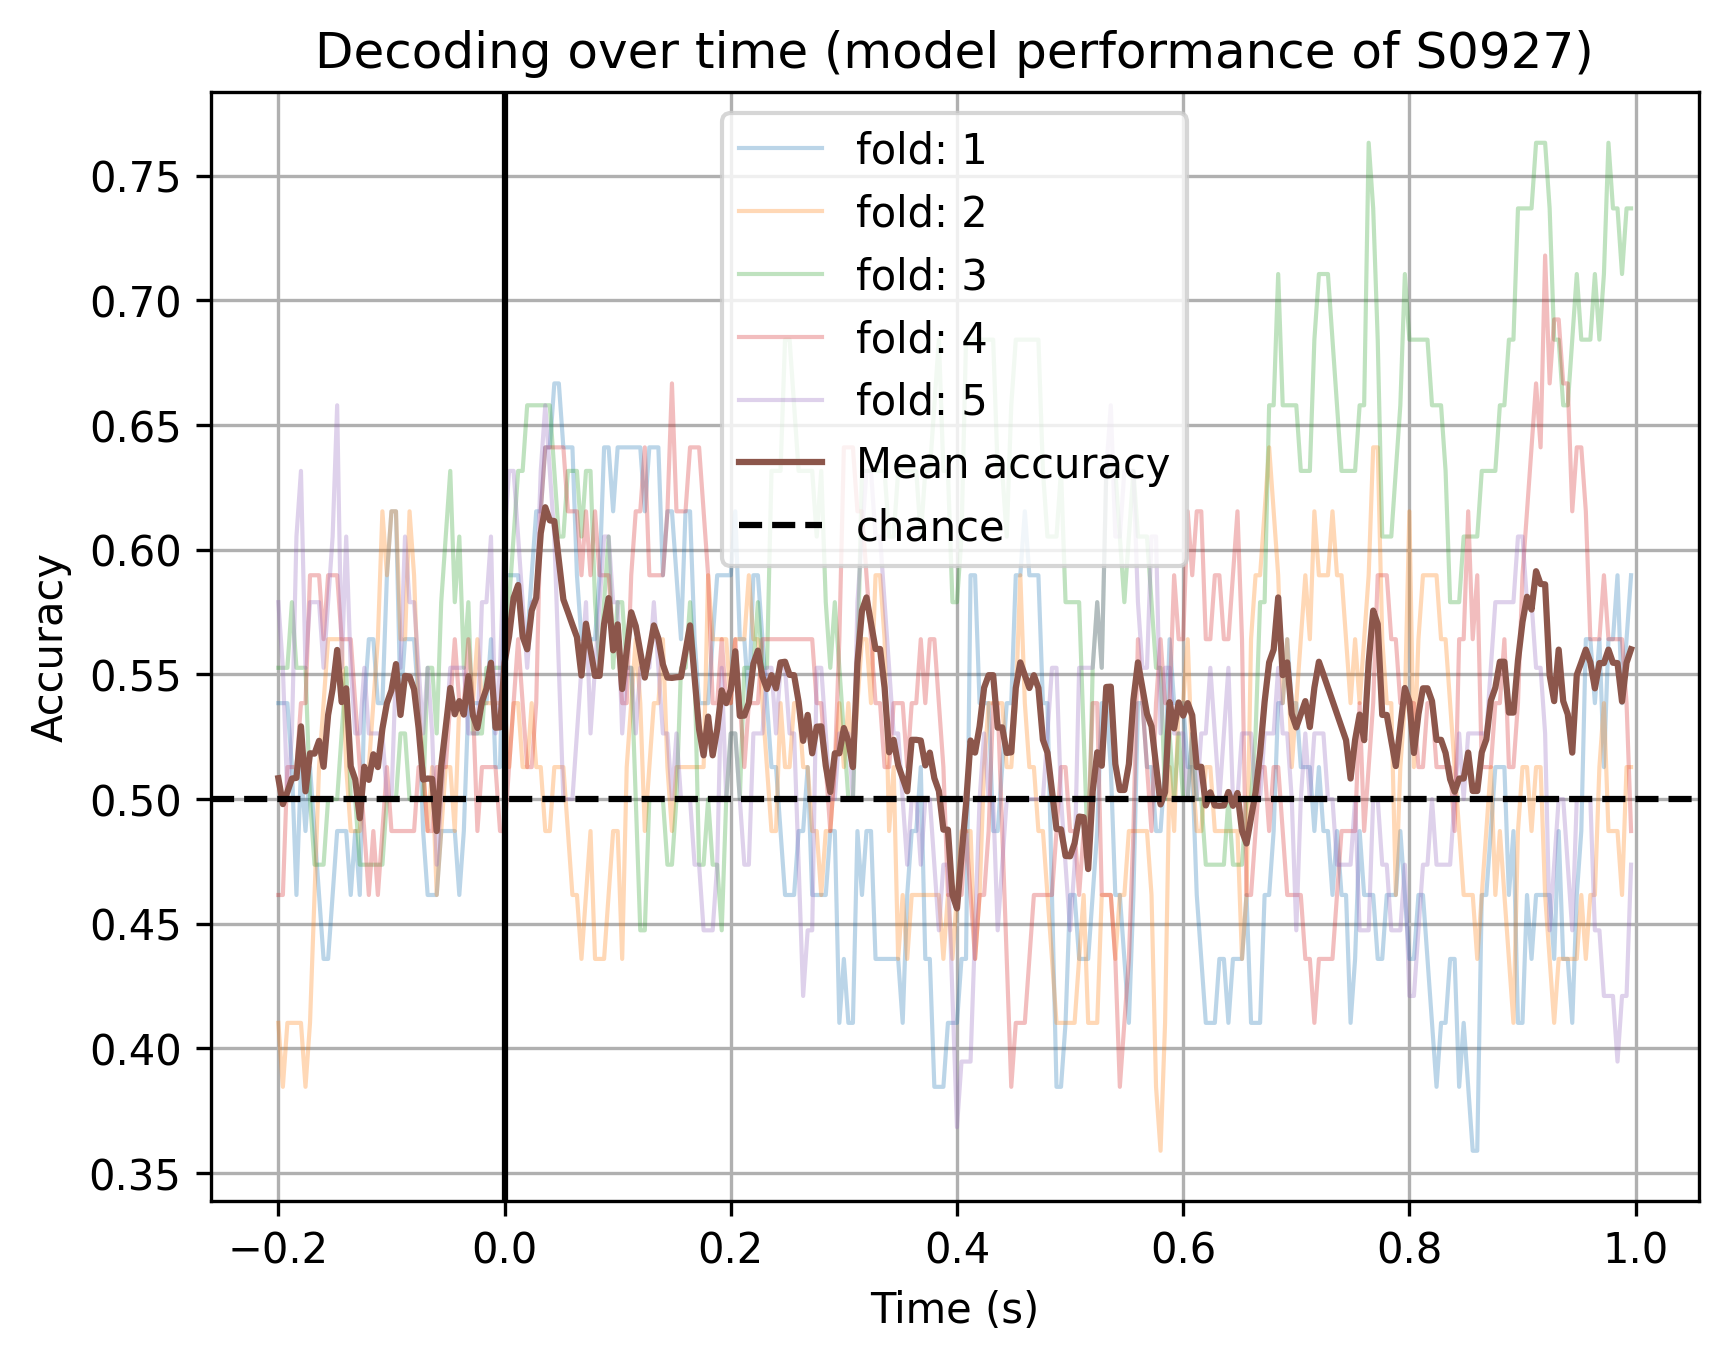 Decoding over time (model performance of S0927)
fold: 1
fold: 2
fold: 3
fold: 4
fold: 5
Mean accuracy
chance
Accuracy
0.75
0.70
0.65
0.60
0.55
0.50
0.45
0.40
0.35
−0.2 0.0 0.2 0.4 0.6 0.8 1.0
Time (s)